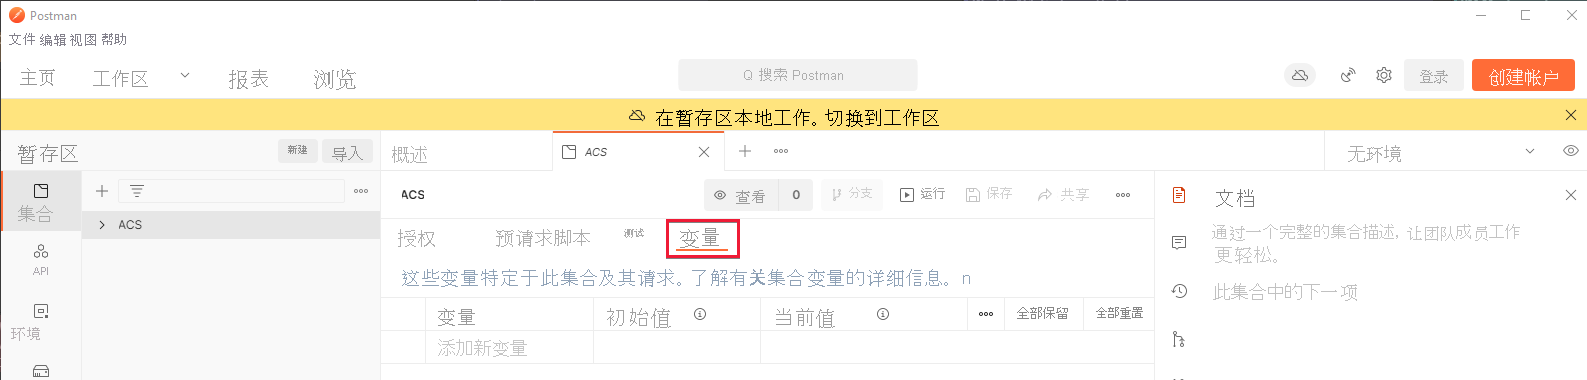 Postman
文件 编辑 视图 帮助
主页 工作区 报表 浏览 搜索 Postman 登录 创建帐户
在暂存区本地工作。切换到工作区
暂存区 新建 导入 概述 ACS 无环境
集合
ACS
API
环境
ACS 查看 0 分支 运行 保存 共享
授权 预请求脚本 测试 变量
这些变量特定于此集合及其请求。了解有关集合变量的详细信息。n
变量 初始值 当前值 全部保留 全部重置
添加新变量
文档
通过一个完整的集合描述, 让团队成员工作
更轻松。
此集合中的下一项